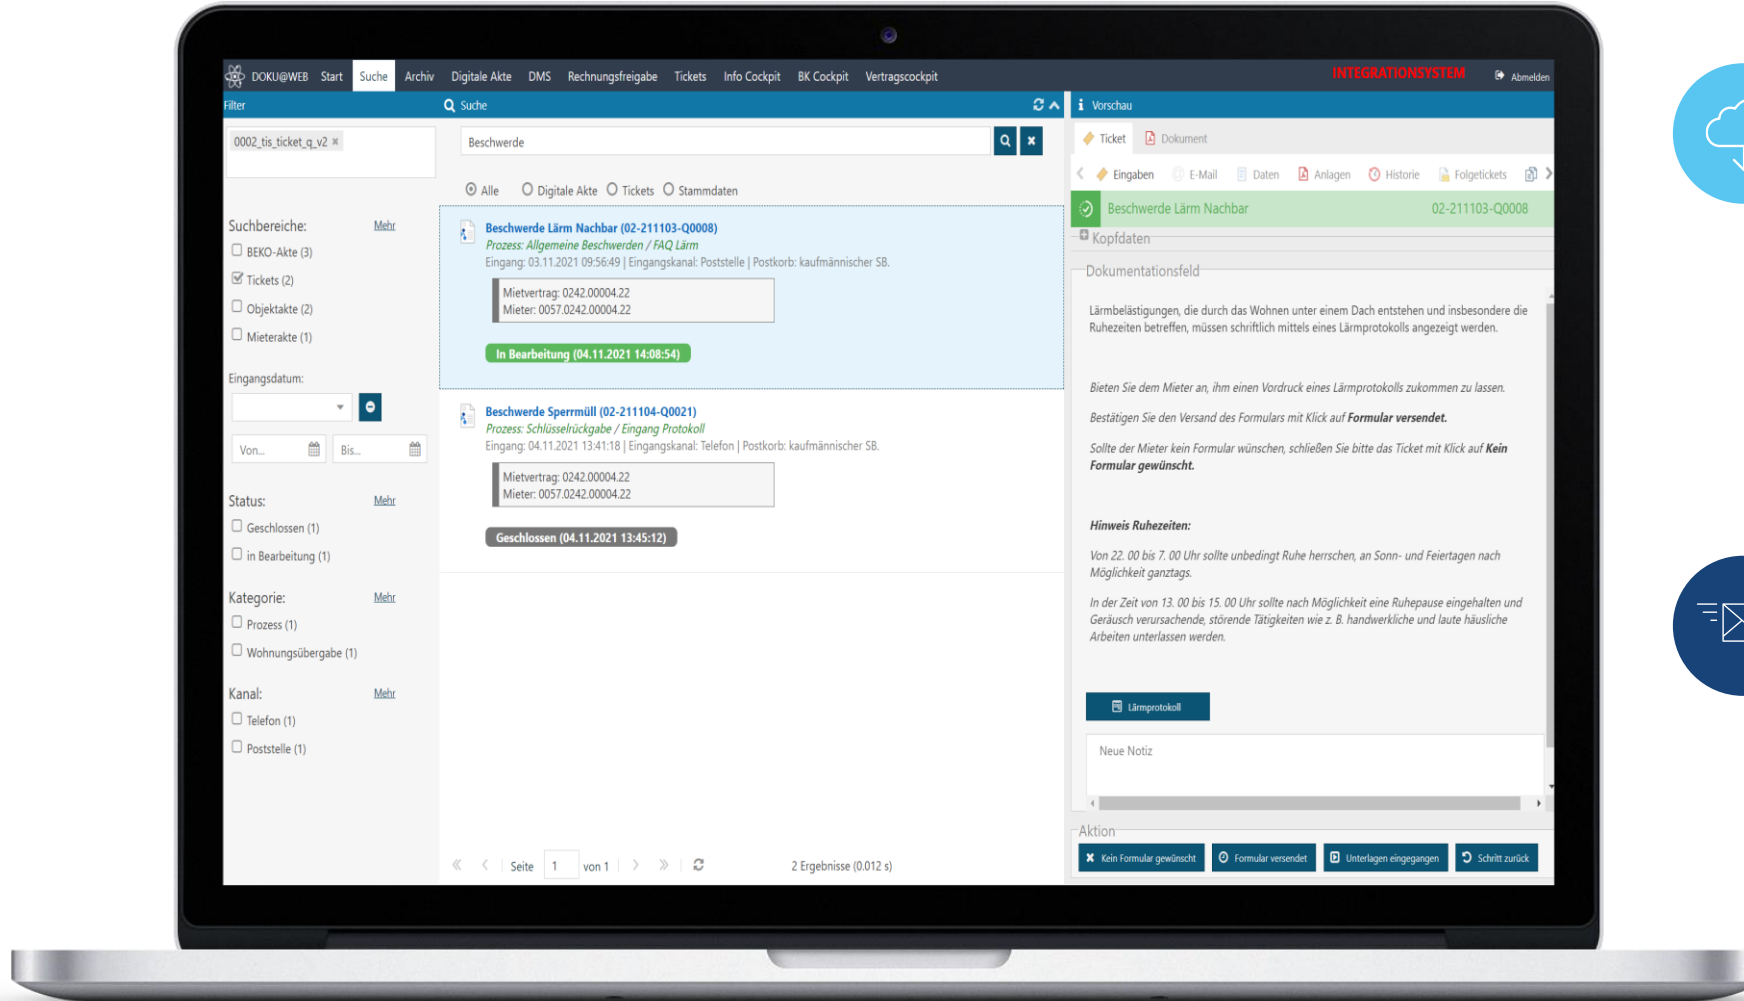 DOKU@WEB Start Suche Archiv Digitale Akte DMS Rechnungsfreigabe Tickets Info Cockpit BK Cockpit Vertragscockpit INTEGRATIONSYSTEM Abmelden
Filter
0002_tis_ticket_q_v2 ×
Suchbereiche: Mehr
BEKO-Akte (3)
Tickets (2)
Objektakte (2)
Mieterakte (1)
Eingangsdatum:
Von... Bis...
Status: Mehr
Geschlossen (1)
in Bearbeitung (1)
Kategorie: Mehr
Prozess (1)
Wohnungsübergabe (1)
Kanal: Mehr
Telefon (1)
Poststelle (1)
Suche
Beschwerde
Alle Digitale Akte Tickets Stammdaten
Beschwerde Lärm Nachbar (02-211103-Q0008)
Prozess: Allgemeine Beschwerden / FAQ Lärm
Eingang: 03.11.2021 09:56:49 | Eingangskanal: Poststelle | Postkorb: kaufmännischer SB.
Mietvertrag: 0242.00004.22
Mieter: 0057.0242.00004.22
In Bearbeitung (04.11.2021 14:08:54)
Beschwerde Sperrmüll (02-211104-Q0021)
Prozess: Schlüsselrückgabe / Eingang Protokoll
Eingang: 04.11.2021 13:41:18 | Eingangskanal: Telefon | Postkorb: kaufmännischer SB.
Mietvertrag: 0242.00004.22
Mieter: 0057.0242.00004.22
Geschlossen (04.11.2021 13:45:12)
Seite 1 von 1 2 Ergebnisse (0.012 s)
Vorschau
Ticket Dokument
Eingaben E-Mail Daten Anlagen Historie Folgetickets
Beschwerde Lärm Nachbar 02-211103-Q0008
Kopfdaten
Dokumentationsfeld
Lärmbelästigungen, die durch das Wohnen unter einem Dach entstehen und insbesondere die
Ruhezeiten betreffen, müssen schriftlich mittels eines Lärmprotokolls angezeigt werden.
Bieten Sie dem Mieter an, ihm einen Vordruck eines Lärmprotokolls zukommen zu lassen.
Bestätigen Sie den Versand des Formulars mit Klick auf Formular versendet.
Sollte der Mieter kein Formular wünschen, schließen Sie bitte das Ticket mit Klick auf Kein
Formular gewünscht.
Hinweis Ruhezeiten:
Von 22. 00 bis 7. 00 Uhr sollte unbedingt Ruhe herrschen, an Sonn- und Feiertagen nach
Möglichkeit ganztags.
In der Zeit von 13. 00 bis 15. 00 Uhr sollte nach Möglichkeit eine Ruhepause eingehalten und
Geräusch verursachende, störende Tätigkeiten wie z. B. handwerkliche und laute häusliche
Arbeiten unterlassen werden.
Lärmprotokoll
Neue Notiz
Aktion
Kein Formular gewünscht Formular versendet Unterlagen eingegangen Schritt zurück